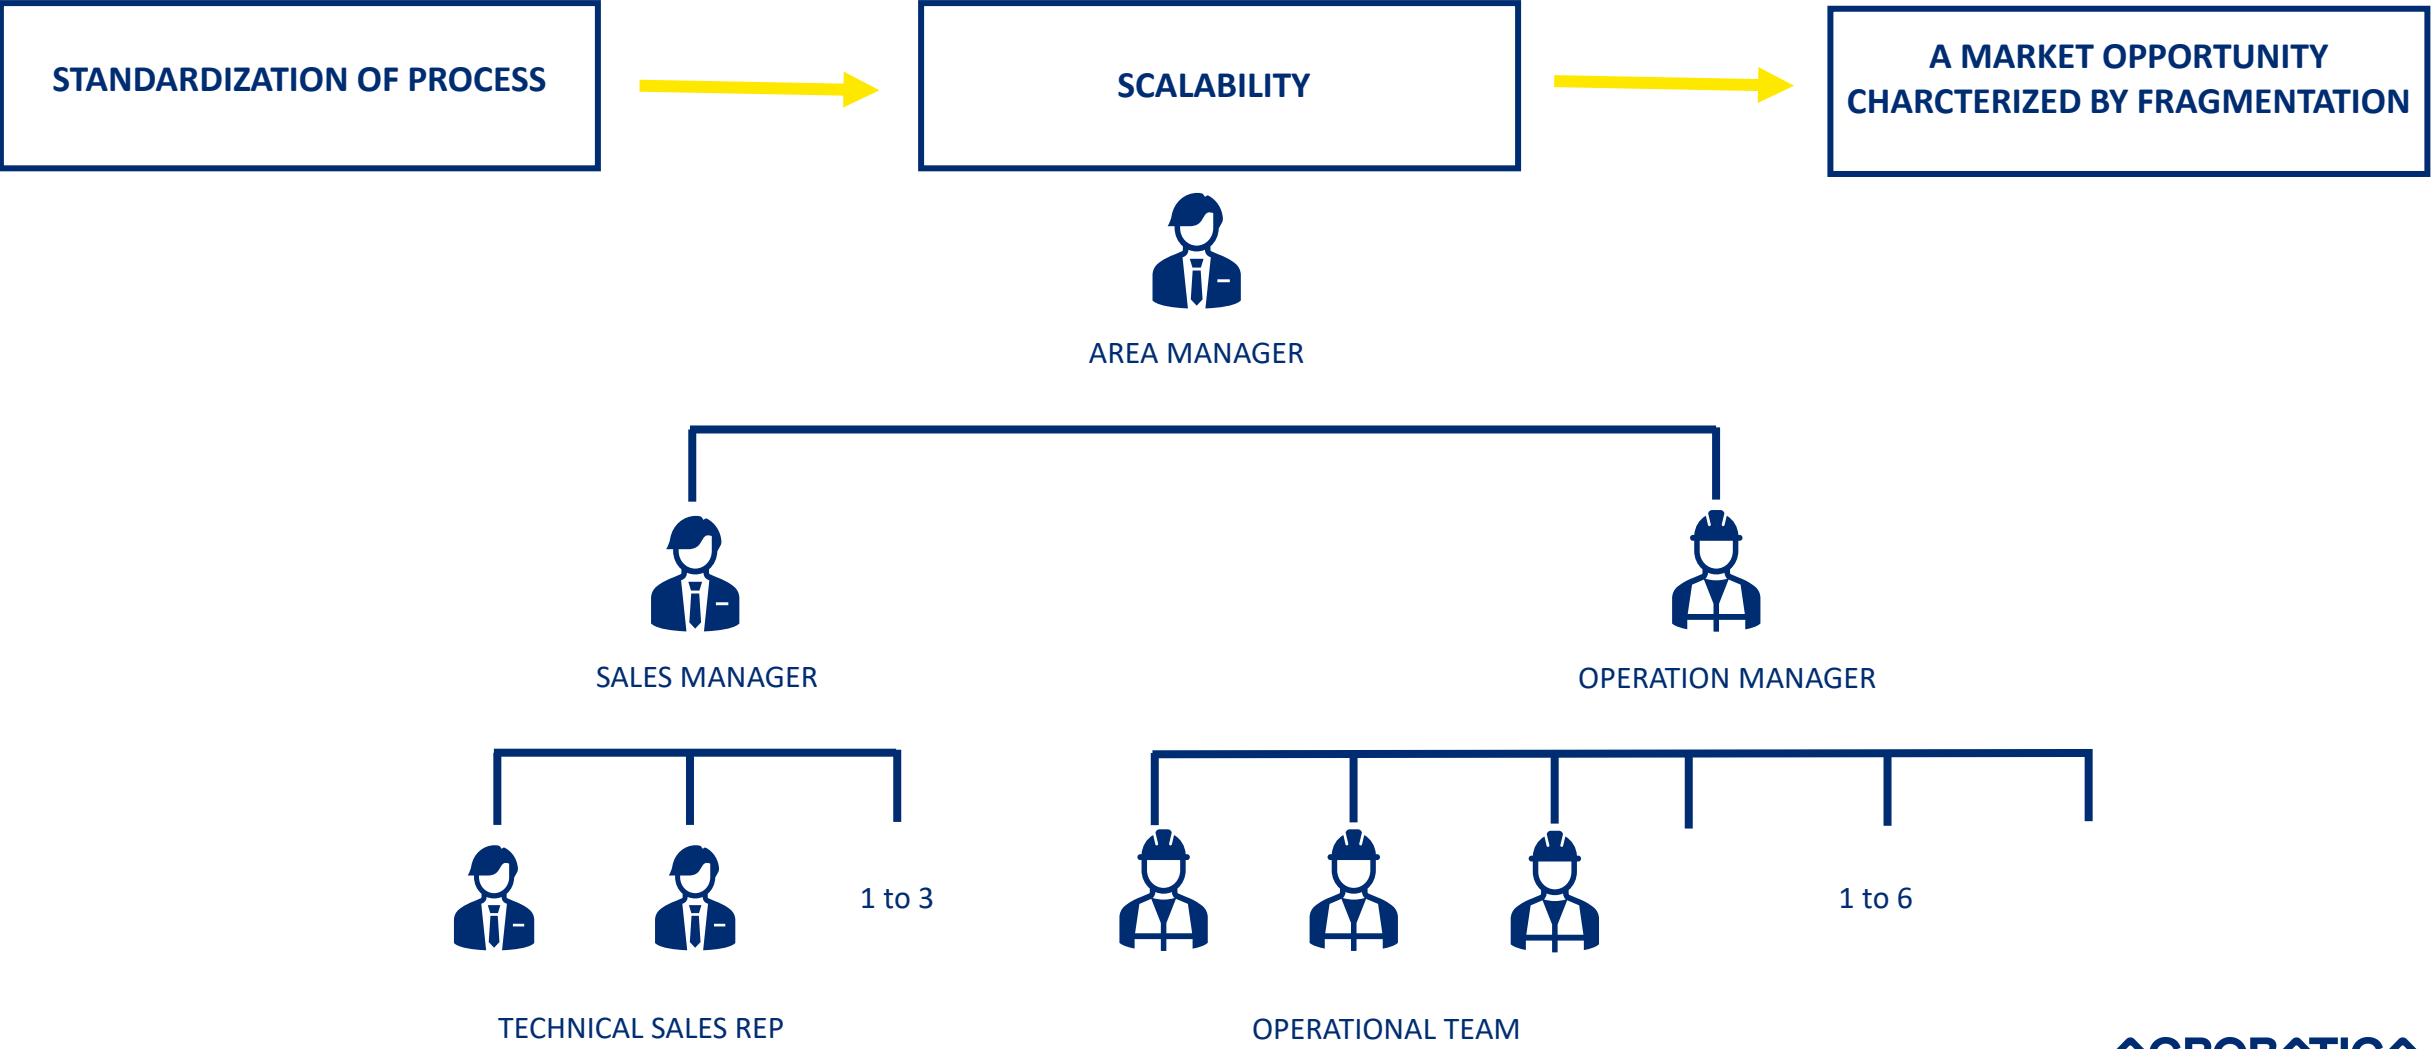 STANDARDIZATION OF PROCESS
SCALABILITY
A MARKET OPPORTUNITY
CHARCTERIZED BY FRAGMENTATION
AREA MANAGER
SALES MANAGER
OPERATION MANAGER
1 to 3
1 to 6
TECHNICAL SALES REP
OPERATIONAL TEAM
ACROBATICA